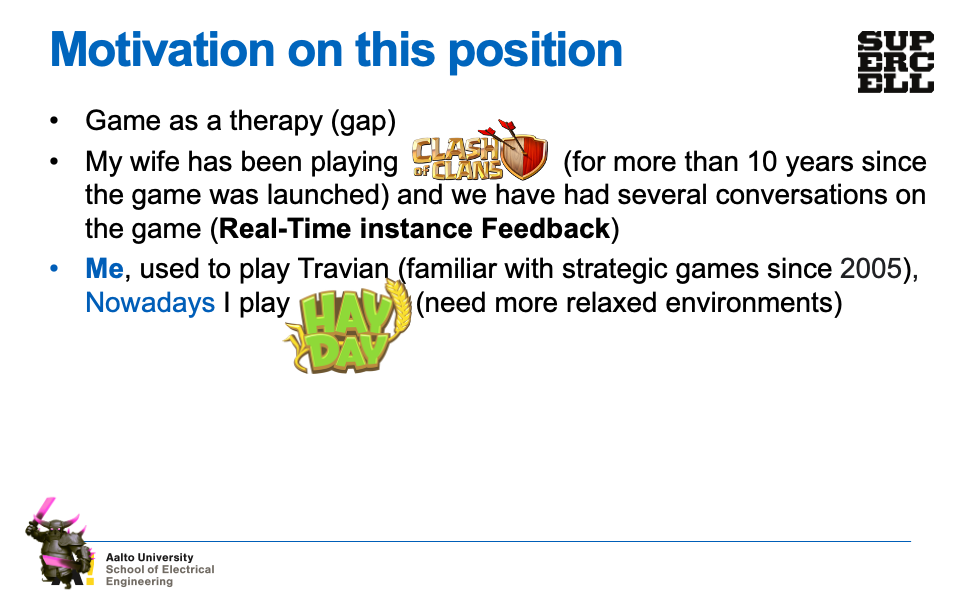 Motivation on this position
SUP
ERC
ELL
• Game as a therapy (gap)
• My wife has been playing CLASH OF CLANS (for more than 10 years since
the game was launched) and we have had several conversations on
the game (Real-Time instance Feedback)
• Me, used to play Travian (familiar with strategic games since 2005),
Nowadays I play HAY DAY (need more relaxed environments)
Aalto University
School of Electrical
Engineering